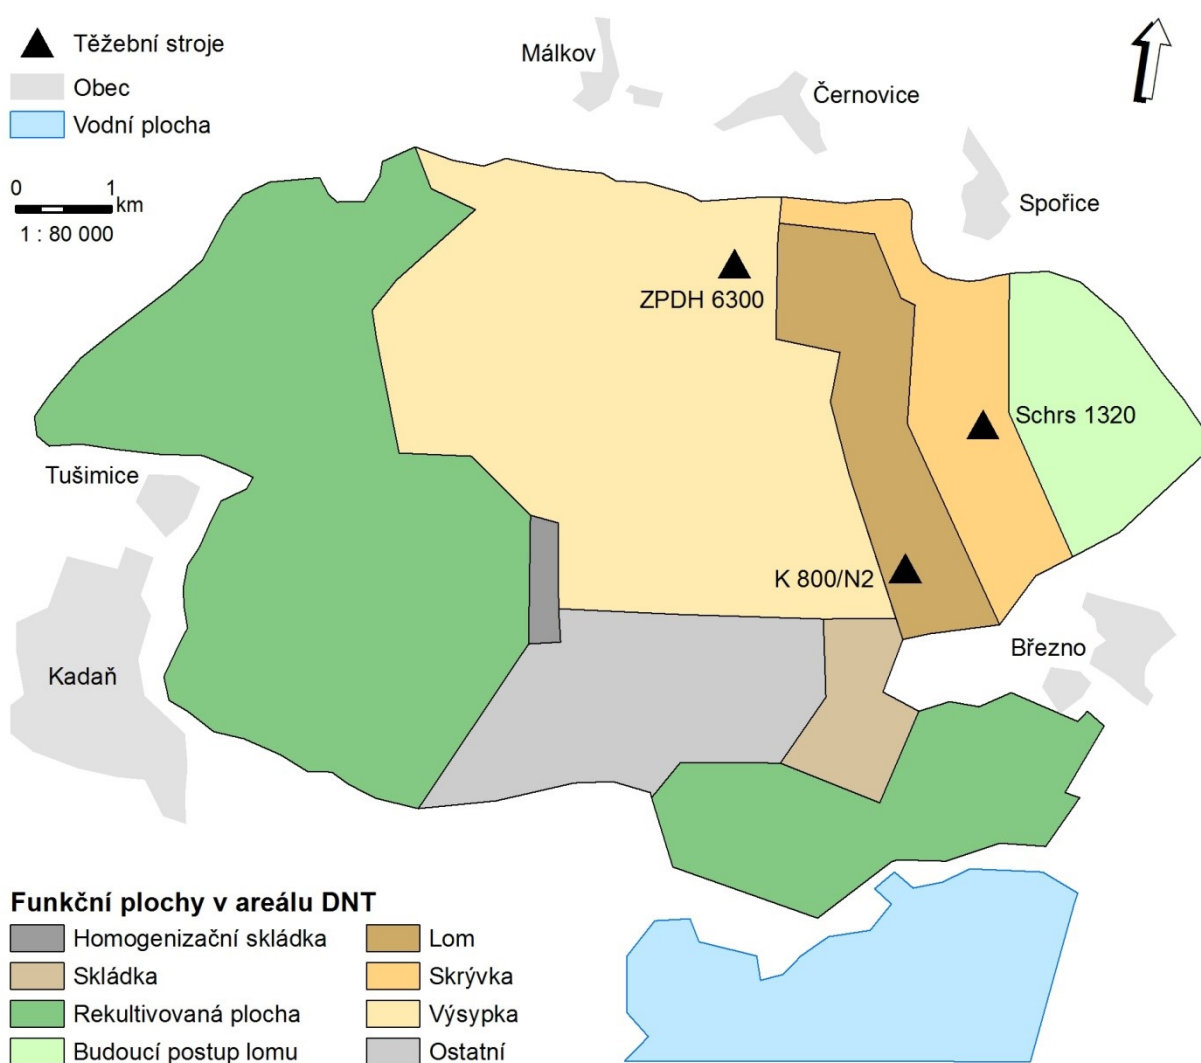 Těžební stroje
Obec
Vodní plocha
0 1
km
1 : 80 000
Málkov
Černovice
Spořice
ZPDH 6300
Schrs 1320
Tušimice
K 800/N2
Březno
Kadaň
Funkční plochy v areálu DNT
Homogenizační skládka
Skládka
Rekultivovaná plocha
Budoucí postup lomu
Lom
Skrývka
Výsypka
Ostatní